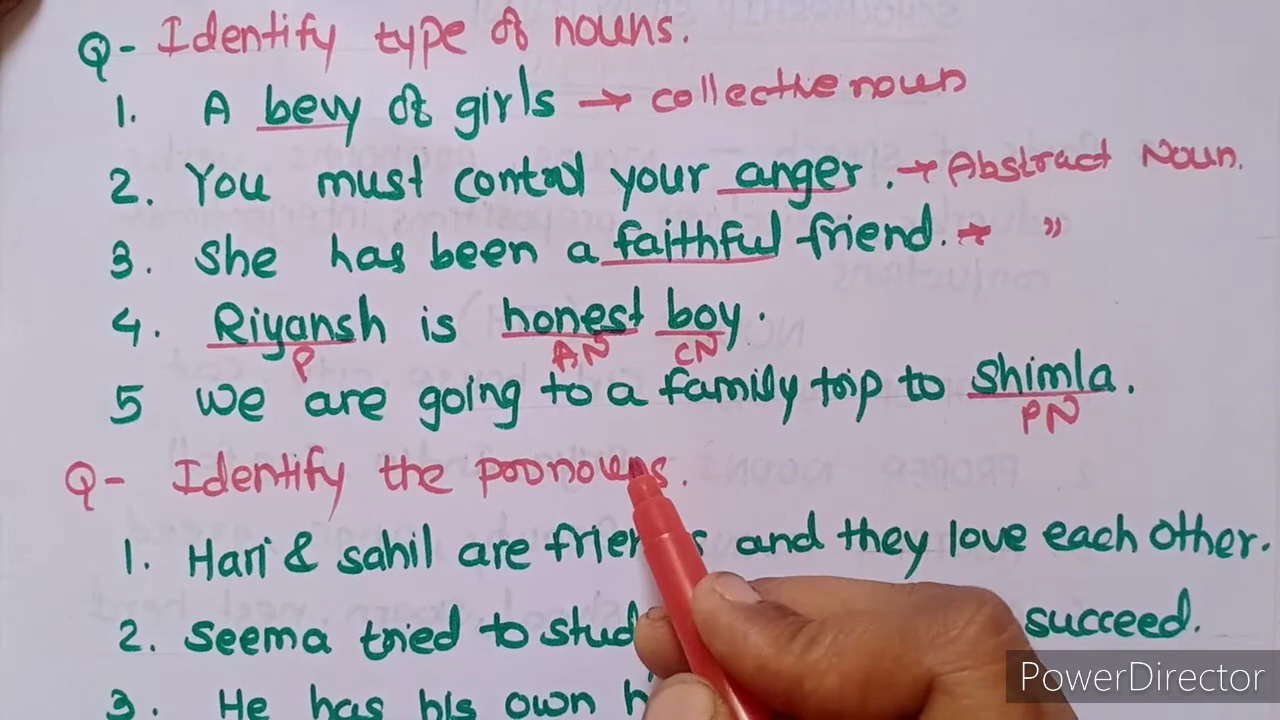 Q- Identify type of nouns.
1. A bevy of girls → collective noun
2. You must control your anger. → Abstract Noun.
3. She has been a faithful friend. → "
4. Riyansh is honest boy.
P AN CN
5 we are going to a family trip to Shimla.
PN
Q- Identify the pronouns.
1. Hari & sahil are and they love each other.
2. Seema tried to succeed.
3. He has his own
PowerDirector